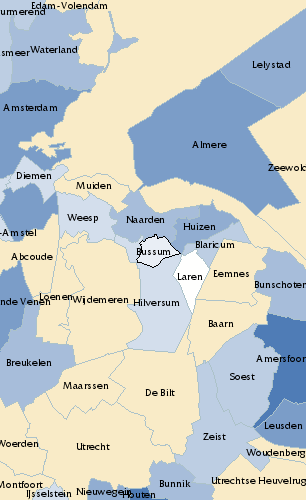 Edam-Volendam
urmerend
Waterland
smeer
Lelystad
Amsterdam
Almere
Zeewold
Diemen
Muiden
Weesp
Naarden
Huizen
-Amstel
Blaricum
Bussum
Abcoude
Laren
Eemnes
Bunschoten
nde Venen
Loenen
Wijdemeren
Hilversum
Baarn
Breukelen
Amersfoor
Soest
Maarssen
De Bilt
Leusden
Woerden
Utrecht
Zeist
Woudenberg
Montfoort
Bunnik
Utrechtse Heuvelrug
IJsselstein
Nieuwegein
Houten